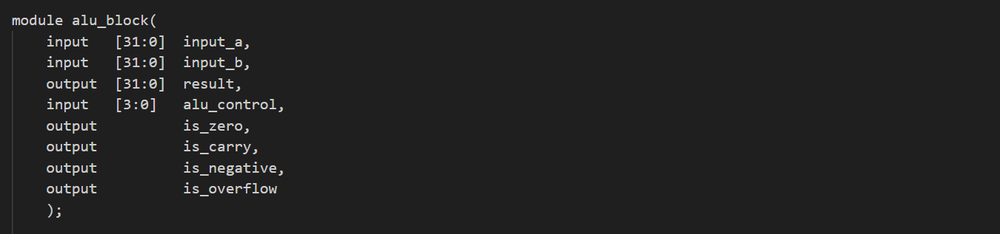 module alu_block(
    input   [31:0]  input_a,
    input   [31:0]  input_b,
    output  [31:0]  result,
    input   [3:0]   alu_control,
    output          is_zero,
    output          is_carry,
    output          is_negative,
    output          is_overflow
    );